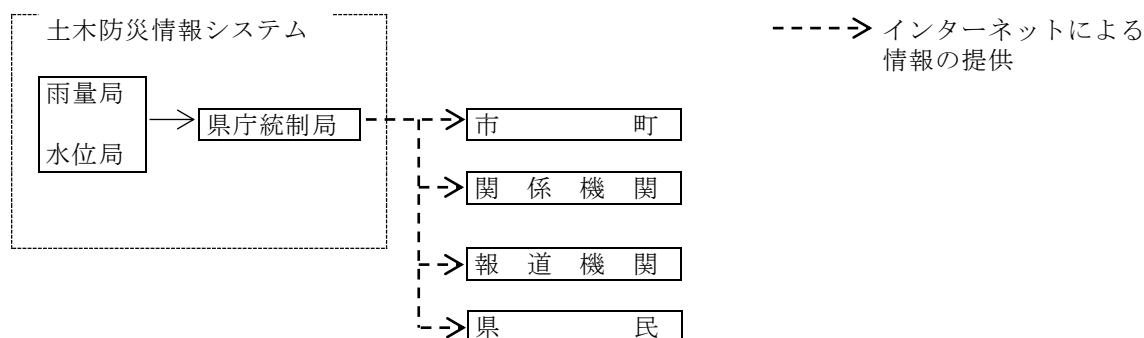 土木防災情報システム
インターネットによる
情報の提供
雨量局
水位局
県庁統制局
市町
関係機関
報道機関
県民